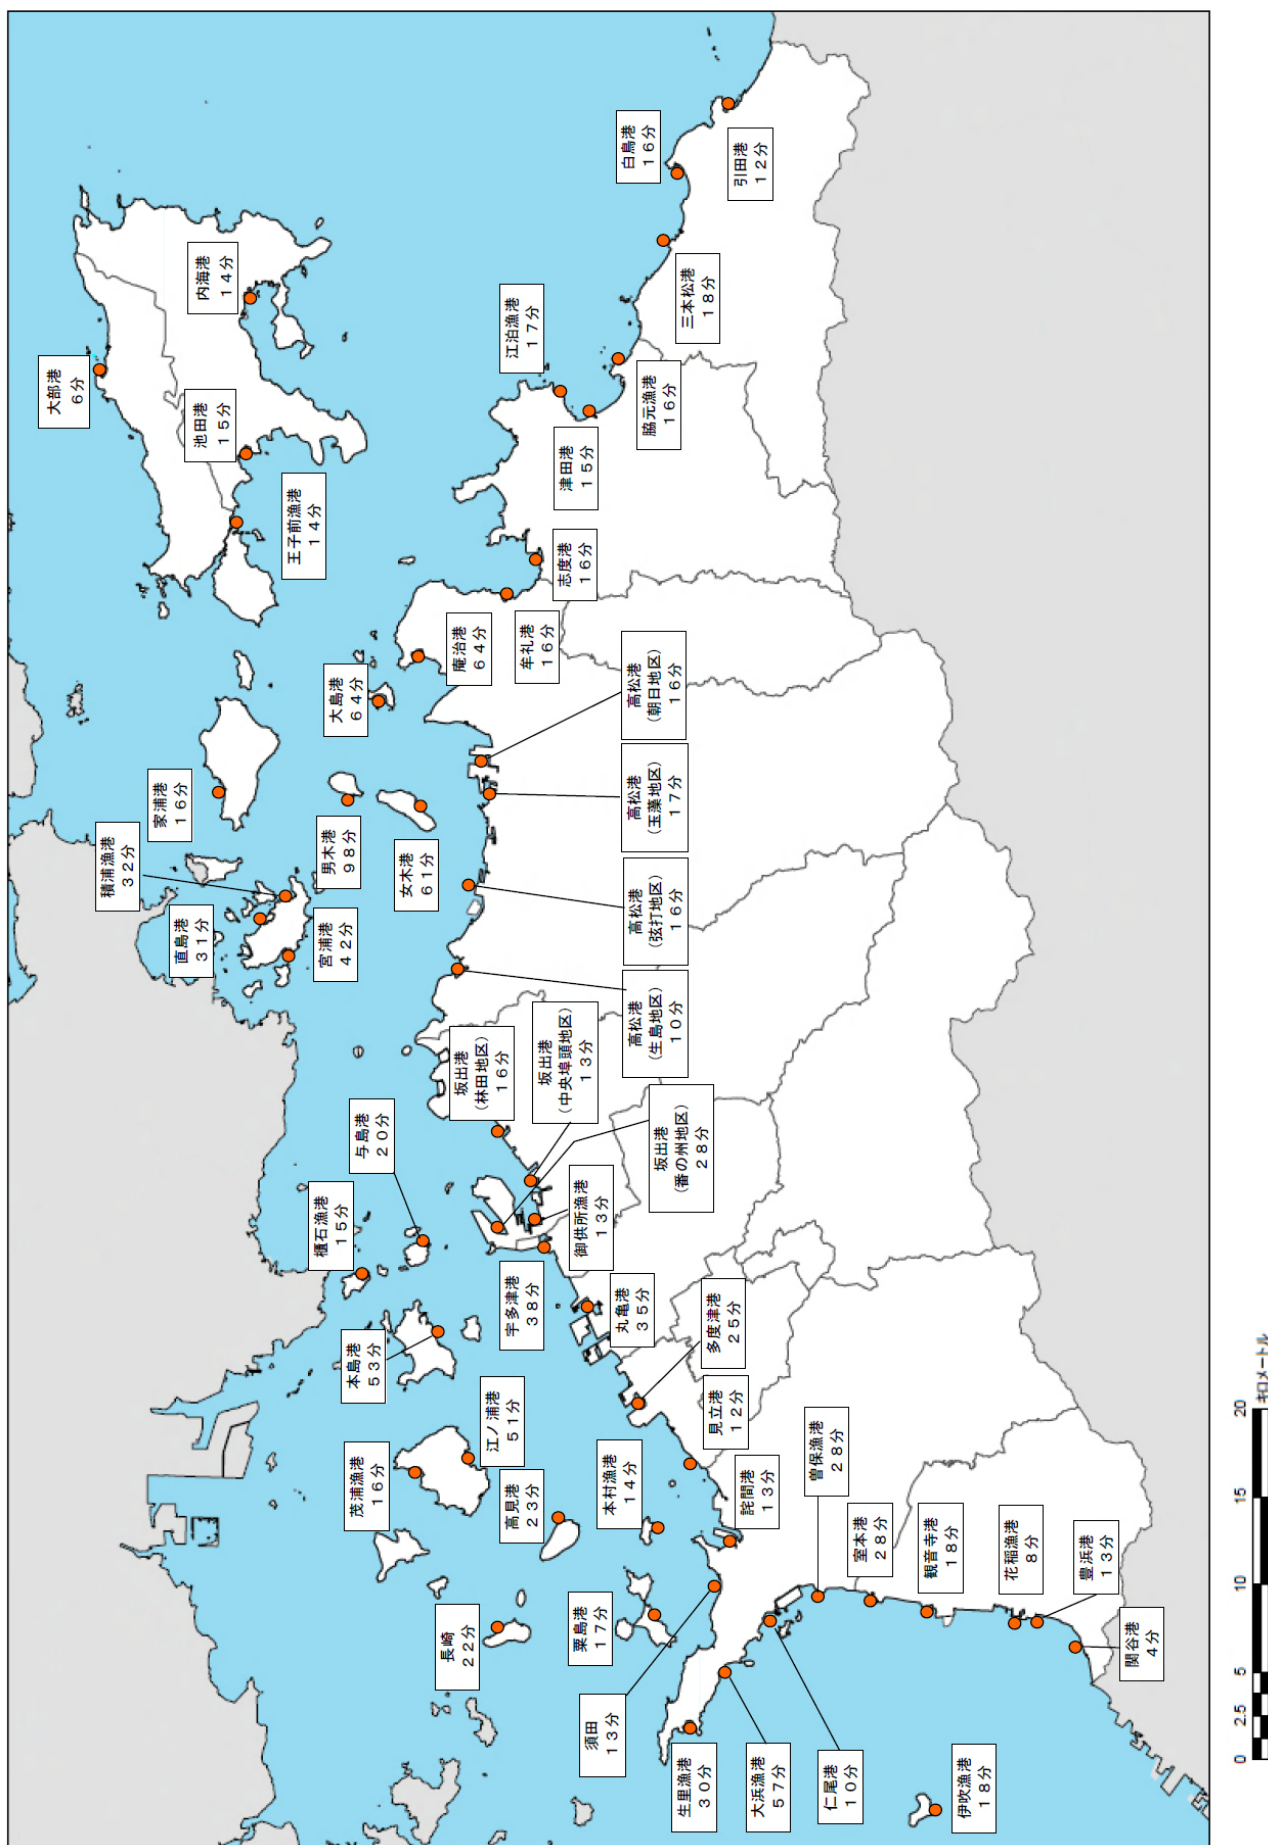 大部港
6分
内海港
14分
池田港
15分
王子前漁港
14分
白鳥港
16分
引田港
12分
三本松港
18分
江泊漁港
17分
脇元漁港
16分
津田港
15分
志度港
16分
牟礼港
16分
庵治港
64分
大島港
64分
家浦港
16分
男木港
98分
女木港
61分
積浦漁港
32分
直島港
31分
宮浦港
42分
高松港
(朝日地区)
16分
高松港
(玉藻地区)
17分
高松港
(弦打地区)
16分
高松港
(生島地区)
10分
坂出港
(林田地区)
16分
坂出港
(中央埠頭地区)
13分
坂出港
(番の州地区)
28分
与島港
20分
櫃石漁港
15分
御供所漁港
13分
宇多津港
38分
丸亀港
35分
本島港
53分
多度津港
25分
江ノ浦港
51分
茂浦漁港
16分
高見港
23分
本村漁港
14分
見立港
12分
詫間港
13分
粟島港
17分
長崎
22分
須田
13分
生里漁港
30分
大浜漁港
57分
仁尾港
10分
曽保漁港
28分
室本港
28分
観音寺港
18分
花稲漁港
8分
豊浜港
13分
関谷港
4分
伊吹漁港
18分
0 2.5 5 10 15 20
キロメートル